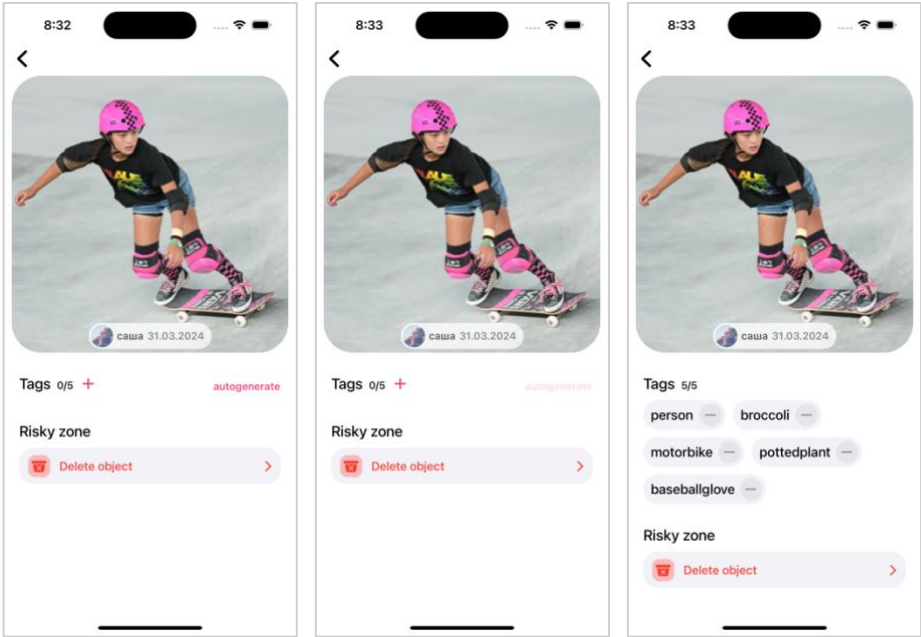 8:32
саша 31.03.2024
Tags 0/5 +
autogenerate
Risky zone
Delete object
8:33
саша 31.03.2024
Tags 0/5 +
autogenerate
Risky zone
Delete object
8:33
саша 31.03.2024
Tags 5/5
person
broccoli
motorbike
pottedplant
baseballglove
Risky zone
Delete object